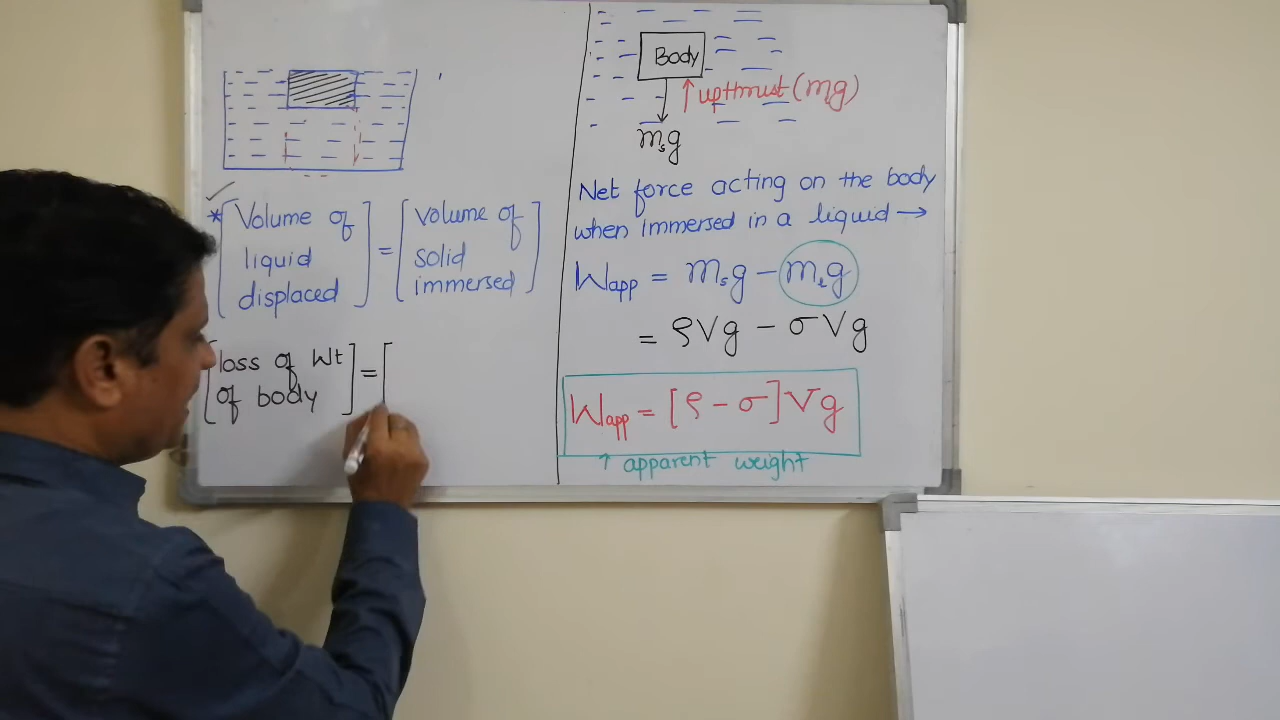 * [Volume of liquid displaced] = [volume of solid immersed]
[loss of Wt of body] = [
Body
↑ upthrust (mg)
mₛg
Net force acting on the body
when immersed in a liquid →
Wapp = mₛg - mₗg
= ρVg - σVg
Wapp = [ρ - σ]Vg
↑ apparent weight